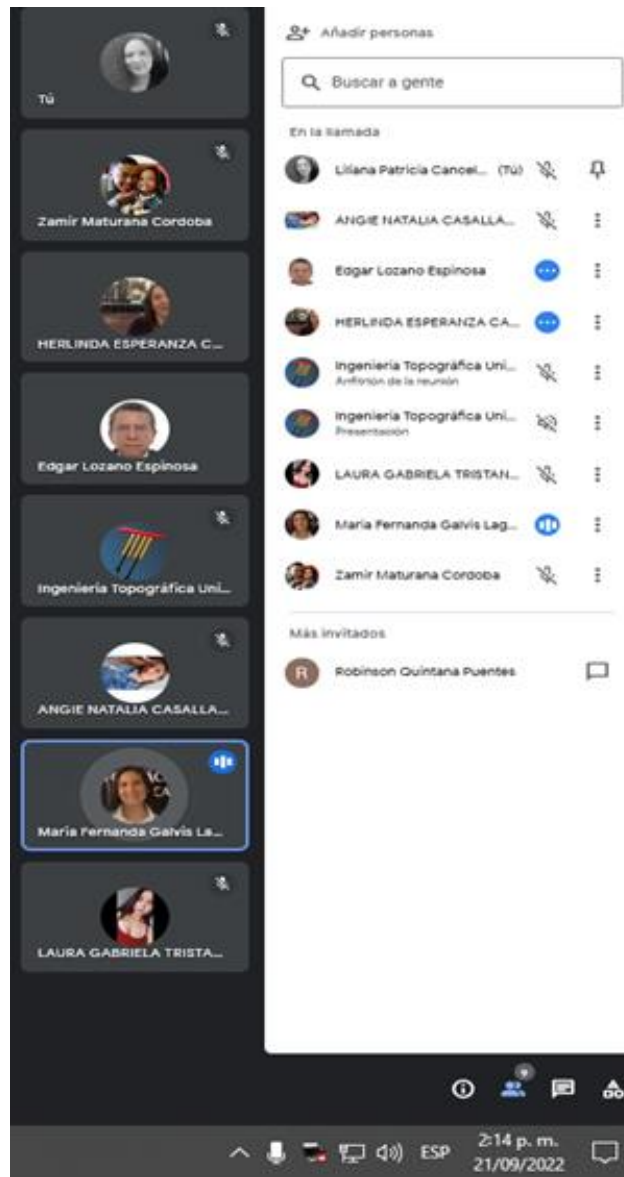 Tú
Zamir Maturana Cordoba
HERLINDA ESPERANZA C...
Edgar Lozano Espinosa
Ingeniería Topográfica Uni...
ANGIE NATALIA CASALLA...
Maria Fernanda Galvis La...
LAURA GABRIELA TRISTA...
Añadir personas
Buscar a gente
En la llamada
Liliana Patricia Cancel... (Tú)
ANGIE NATALIA CASALLA...
Edgar Lozano Espinosa
HERLINDA ESPERANZA CA...
Ingeniería Topográfica Uni...
Anfitrión de la reunión
Ingeniería Topográfica Uni...
Presentación
LAURA GABRIELA TRISTAN...
Maria Fernanda Galvis Lag...
Zamir Maturana Cordoba
Más invitados
R
Robinson Quintana Puentes
9
ESP
2:14 p. m.
21/09/2022